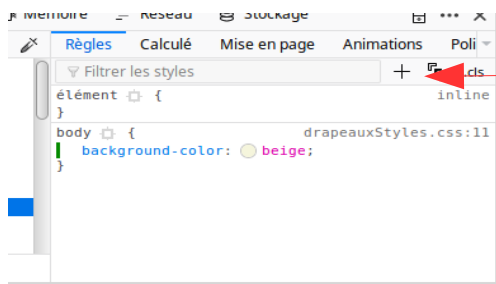 Mémoire Réseau Stockage
Règles Calculé Mise en page Animations Poli
Filtrer les styles .cls
élément { inline
}
body { drapeauxStyles.css:11
background-color: beige;
}